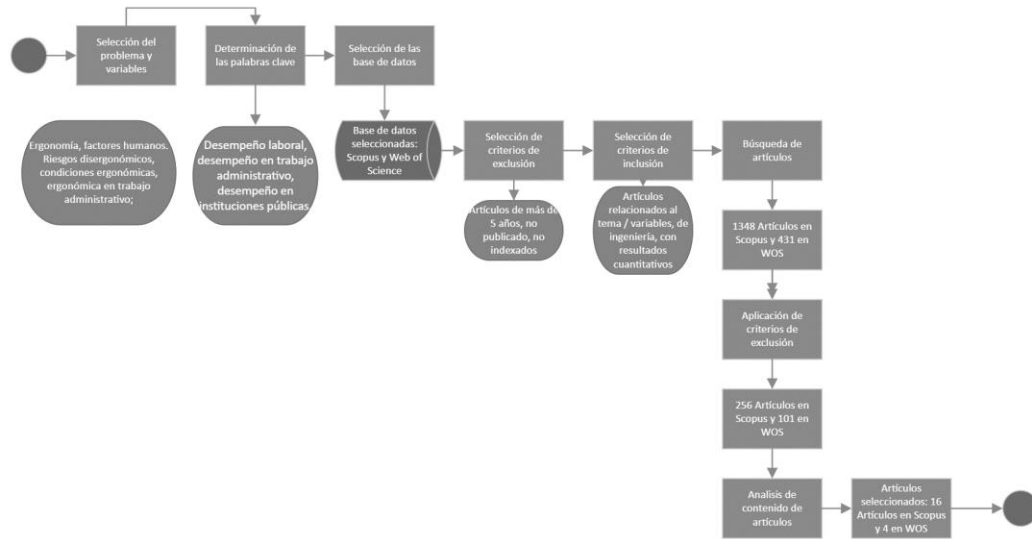 Selección del
problema y
variables
Determinación de
las palabras clave
Selección de las
base de datos
Ergonomía, factores humanos.
Riesgos disergonómicos,
condiciones ergonómicas,
ergonómica en trabajo
administrativo;
Desempeño laboral,
desempeño en trabajo
administrativo,
desempeño en
instituciones públicas.
Base de datos
seleccionadas:
Scopus y Web of
Science
Selección de
criterios de
exclusión
Selección de
criterios de
inclusión
Búsqueda de
artículos
Artículos de más de
5 años, no
publicado, no
indexados
Artículos
relacionados al
tema / variables, de
ingeniería, con
resultados
cuantitativos
1348 Artículos en
Scopus y 431 en
WOS
Aplicación de
criterios de
exclusión
256 Artículos en
Scopus y 101 en
WOS
Analisis de
contenido de
artículos
Artículos
seleccionados: 16
Artículos en Scopus
y 4 en WOS